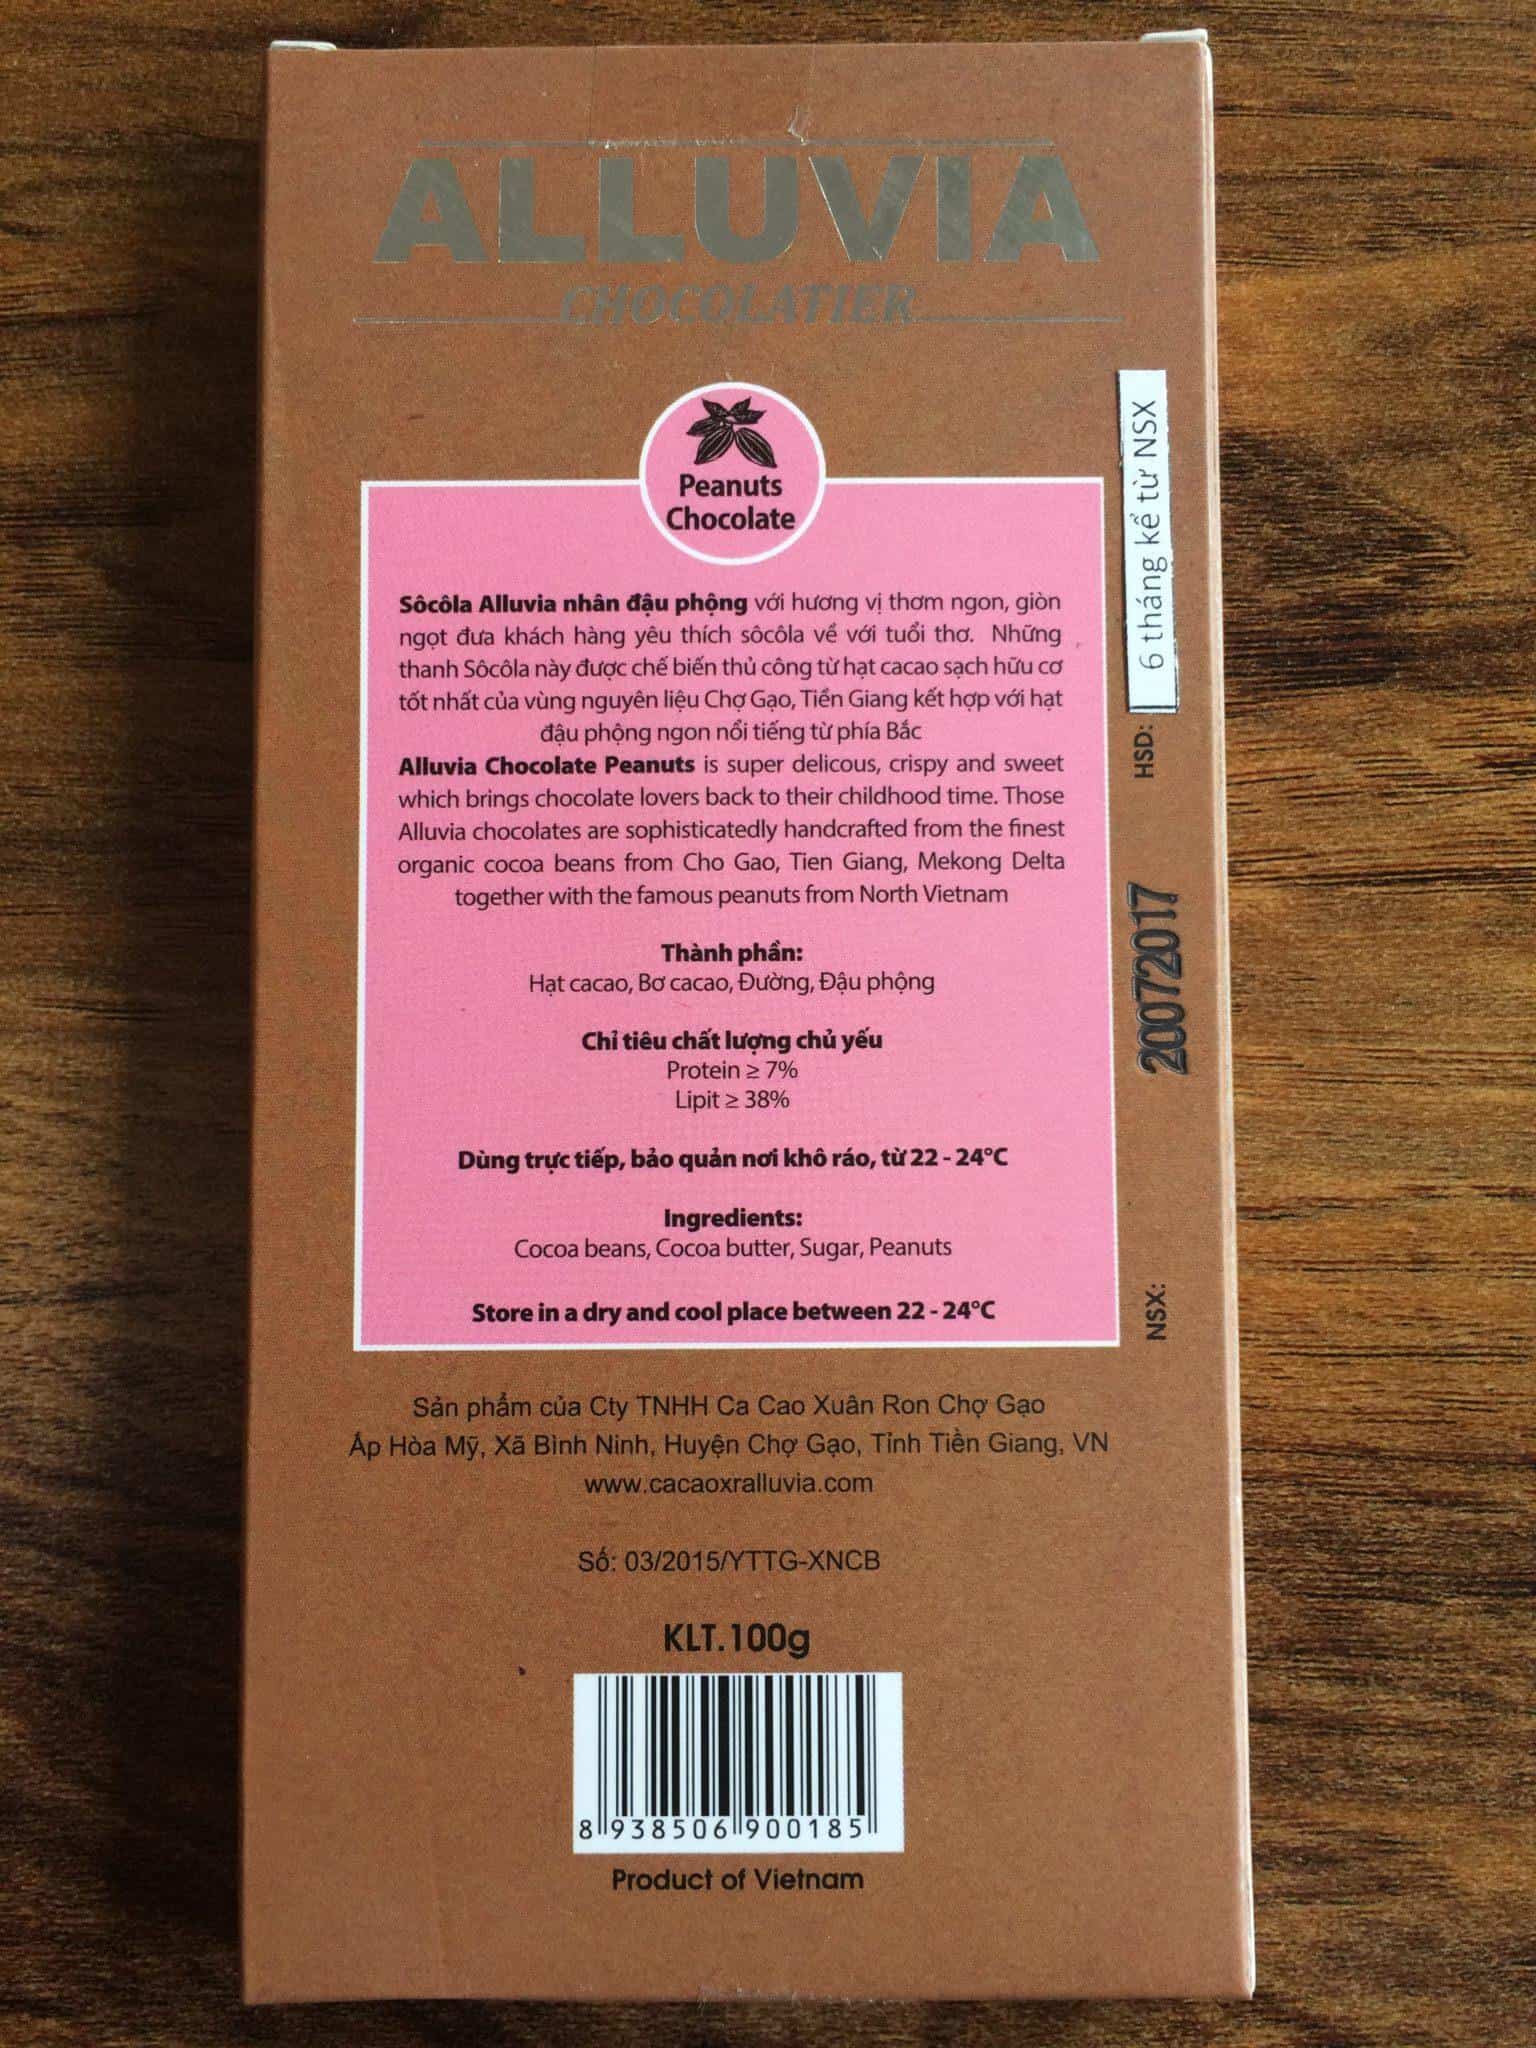 ALLUVIA
CHOCOLATIER
Peanuts
Chocolate
Sôcôla Alluvia nhân đậu phộng với hương vị thơm ngon, giòn
ngọt đưa khách hàng yêu thích sôcôla về với tuổi thơ. Những
thanh Sôcôla này được chế biến thủ công từ hạt cacao sạch hữu cơ
tốt nhất của vùng nguyên liệu Chợ Gạo, Tiền Giang kết hợp với hạt
đậu phộng ngon nổi tiếng từ phía Bắc
Alluvia Chocolate Peanuts is super delicous, crispy and sweet
which brings chocolate lovers back to their childhood time. Those
Alluvia chocolates are sophisticatedly handcrafted from the finest
organic cocoa beans from Cho Gao, Tien Giang, Mekong Delta
together with the famous peanuts from North Vietnam
Thành phần:
Hạt cacao, Bơ cacao, Đường, Đậu phộng
Chỉ tiêu chất lượng chủ yếu
Protein ≥ 7%
Lipit ≥ 38%
Dùng trực tiếp, bảo quản nơi khô ráo, từ 22 - 24°C
Ingredients:
Cocoa beans, Cocoa butter, Sugar, Peanuts
Store in a dry and cool place between 22 - 24°C
NSX: 20072017
HSD: 6 tháng kể từ NSX
Sản phẩm của Cty TNHH Ca Cao Xuân Ron Chợ Gạo
Ấp Hòa Mỹ, Xã Bình Ninh, Huyện Chợ Gạo, Tỉnh Tiền Giang, VN
www.cacaoxralluvia.com
Số: 03/2015/YTTG-XNCB
KLT.100g
8 938506 900185
Product of Vietnam